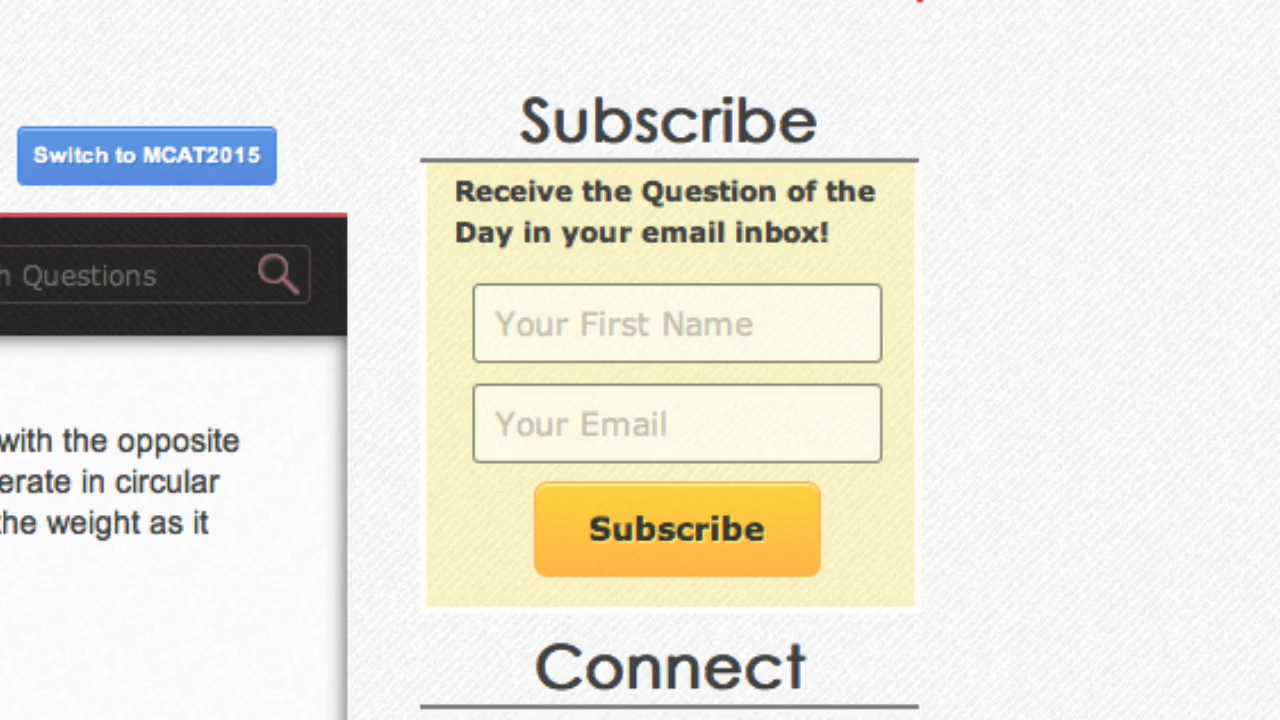 Switch to MCAT2015
Questions
with the opposite
in circular
the weight as it
Subscribe
Receive the Question of the
Day in your email inbox!
Your First Name
Your Email
Subscribe
Connect